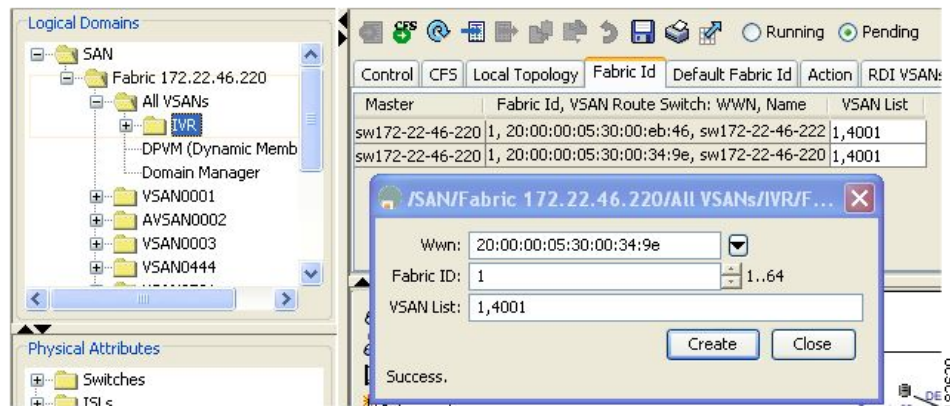 Logical Domains
SAN
Fabric 172.22.46.220
All VSANs
IVR
DPVM (Dynamic Memb
Domain Manager
VSAN0001
AVSAN0002
VSAN0003
VSAN0444
Physical Attributes
Switches
ISLs
CFS
Running Pending
Control CFS Local Topology Fabric Id Default Fabric Id Action RDI VSANs
Master Fabric Id, VSAN Route Switch: WWN, Name VSAN List
sw172-22-46-220 1, 20:00:00:05:30:00:eb:46, sw172-22-46-222 1,4001
sw172-22-46-220 1, 20:00:00:05:30:00:34:9e, sw172-22-46-220 1,4001
/SAN/Fabric 172.22.46.220/All VSANs/IVR/F...
Wwn: 20:00:00:05:30:00:34:9e
Fabric ID: 1 1..64
VSAN List: 1,4001
Create Close
Success.
DE